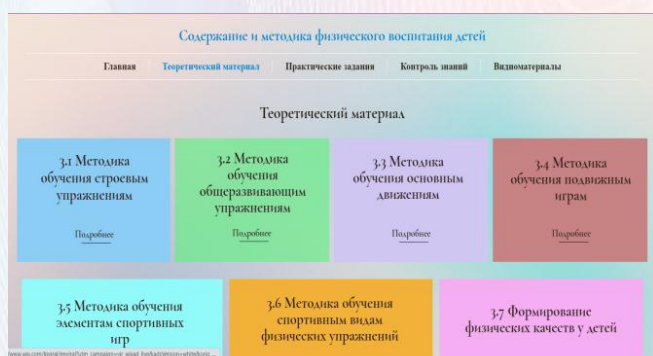 Содержание и методика физического воспитания детей
Главная Теоретический материал Практические задания Контроль знаний Видиоматериалы
Теоретический материал
3.1 Методика
обучения строевым
упражнениям
Подробнее
3.2 Методика
обучения
общеразвивающим
упражнениям
Подробнее
3.3 Методика
обучения основным
движениям
Подробнее
3.4 Методика
обучения подвижным
играм
Подробнее
3.5 Методика обучения
элементам спортивных
игр
3.6 Методика обучения
спортивным видам
физических упражнений
3.7 Формирование
физических качеств у детей